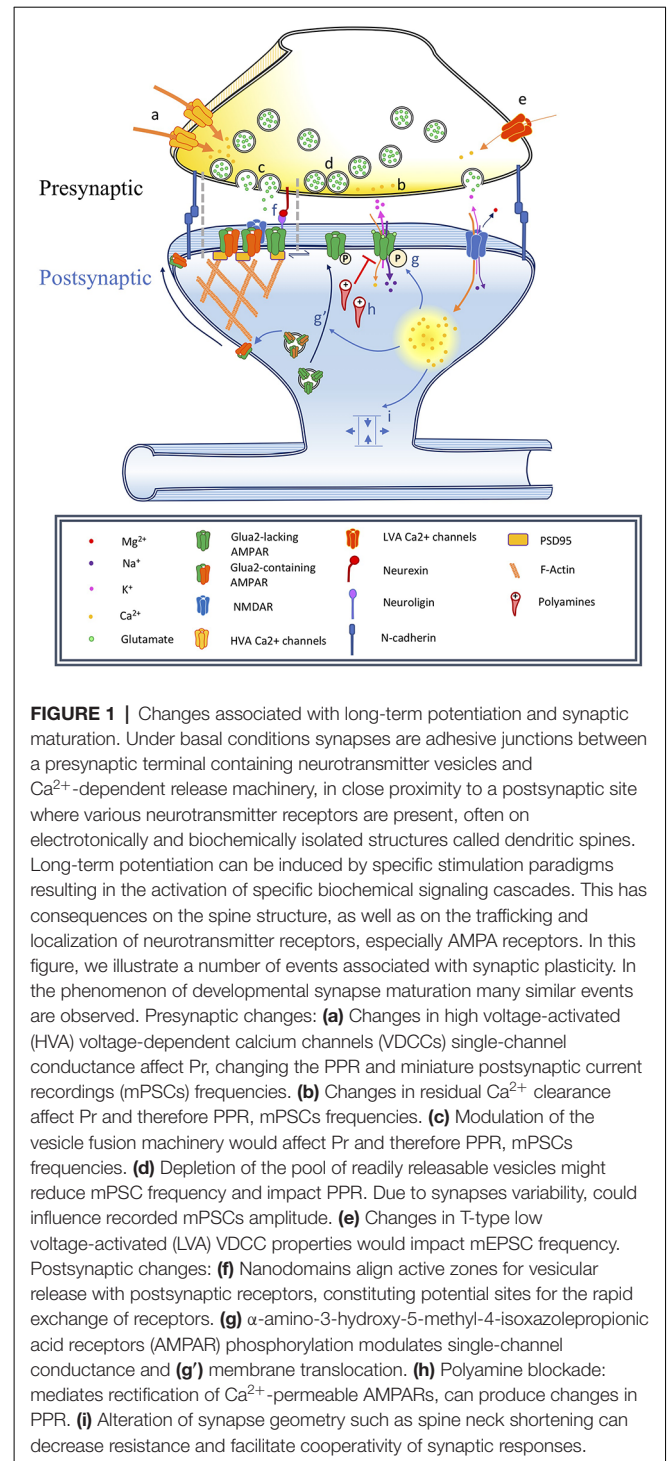 a
e
c
d
b
Presynaptic
f
Postsynaptic
P
P
g
+
+
h
g'
i
Mg2+
Na+
K+
Ca2+
Glutamate
Glua2-lacking
AMPAR
Glua2-containing
AMPAR
NMDAR
HVA Ca2+ channels
LVA Ca2+ channels
Neurexin
Neuroligin
N-cadherin
PSD95
F-Actin
+
Polyamines
FIGURE 1 | Changes associated with long-term potentiation and synaptic
maturation. Under basal conditions synapses are adhesive junctions between
a presynaptic terminal containing neurotransmitter vesicles and
Ca2+-dependent release machinery, in close proximity to a postsynaptic site
where various neurotransmitter receptors are present, often on
electrotonically and biochemically isolated structures called dendritic spines.
Long-term potentiation can be induced by specific stimulation paradigms
resulting in the activation of specific biochemical signaling cascades. This has
consequences on the spine structure, as well as on the trafficking and
localization of neurotransmitter receptors, especially AMPA receptors. In this
figure, we illustrate a number of events associated with synaptic plasticity. In
the phenomenon of developmental synapse maturation many similar events
are observed. Presynaptic changes: (a) Changes in high voltage-activated
(HVA) voltage-dependent calcium channels (VDCCs) single-channel
conductance affect Pr, changing the PPR and miniature postsynaptic current
recordings (mPSCs) frequencies. (b) Changes in residual Ca2+ clearance
affect Pr and therefore PPR, mPSCs frequencies. (c) Modulation of the
vesicle fusion machinery would affect Pr and therefore PPR, mPSCs
frequencies. (d) Depletion of the pool of readily releasable vesicles might
reduce mPSC frequency and impact PPR. Due to synapses variability, could
influence recorded mPSCs amplitude. (e) Changes in T-type low
voltage-activated (LVA) VDCC properties would impact mEPSC frequency.
Postsynaptic changes: (f) Nanodomains align active zones for vesicular
release with postsynaptic receptors, constituting potential sites for the rapid
exchange of receptors. (g) α-amino-3-hydroxy-5-methyl-4-isoxazolepropionic
acid receptors (AMPAR) phosphorylation modulates single-channel
conductance and (g′) membrane translocation. (h) Polyamine blockade:
mediates rectification of Ca2+-permeable AMPARs, can produce changes in
PPR. (i) Alteration of synapse geometry such as spine neck shortening can
decrease resistance and facilitate cooperativity of synaptic responses.